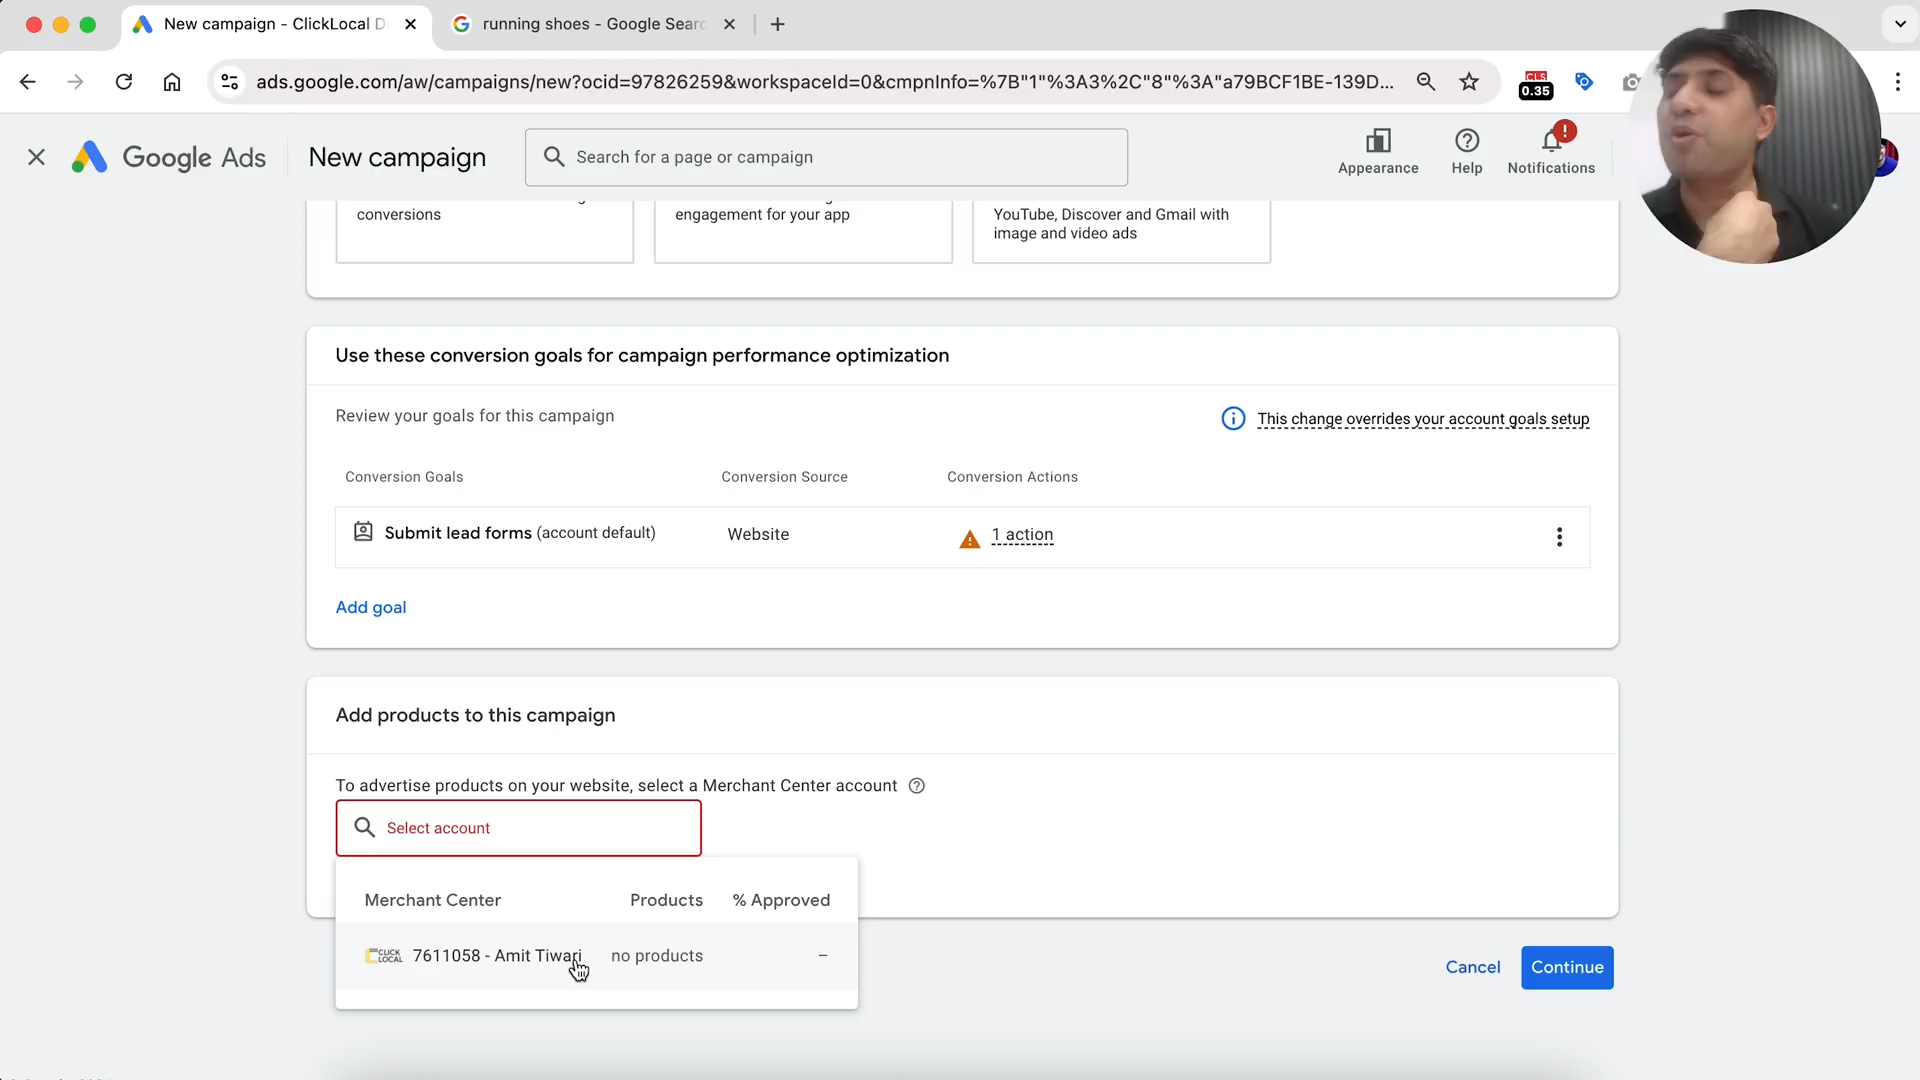 New campaign - ClickLocal D
running shoes - Google Searc
ads.google.com/aw/campaigns/new?ocid=97826259&workspaceId=0&cmpnInfo=%7B"1"%3A3%2C"8"%3A"a79BCF1BE-139D...
CLS
0.35
Google Ads
New campaign
Search for a page or campaign
Appearance
Help
Notifications
conversions
engagement for your app
YouTube, Discover and Gmail with
image and video ads
Use these conversion goals for campaign performance optimization
Review your goals for this campaign
This change overrides your account goals setup
Conversion Goals
Conversion Source
Conversion Actions
Submit lead forms (account default)
Website
1 action
Add goal
Add products to this campaign
To advertise products on your website, select a Merchant Center account
Select account
Merchant Center
Products
% Approved
CLICK
LOCAL
7611058 - Amit Tiwari
no products
–
Cancel
Continue